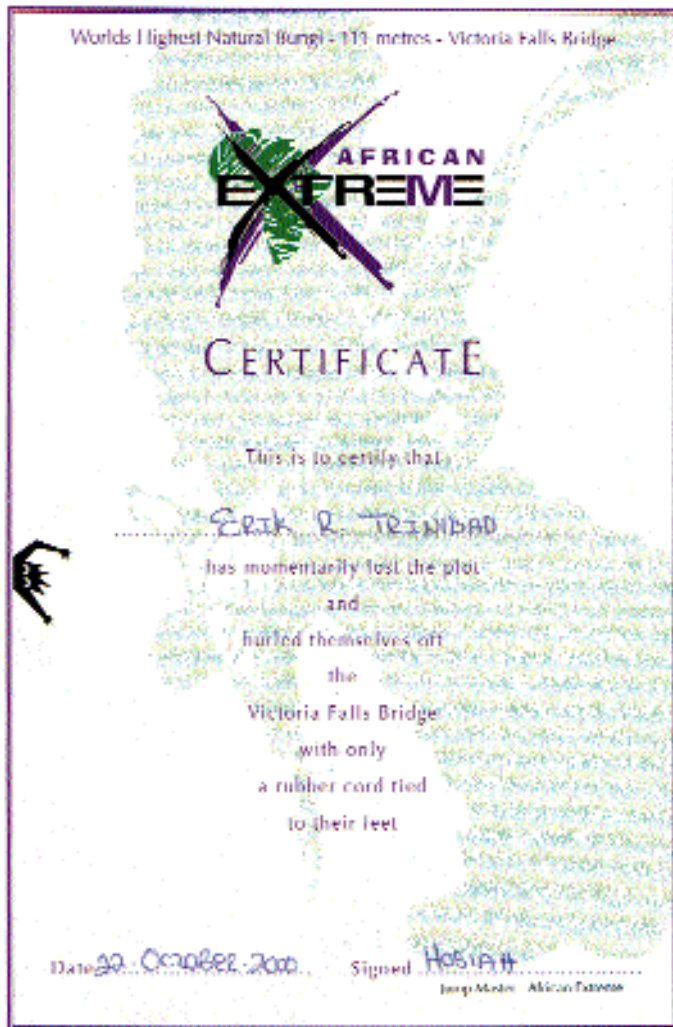 Worlds Highest Natural Bungi - 111 metres - Victoria Falls Bridge
AFRICAN
EXTREME
CERTIFICATE
This is to certify that
ERIK R. TRINIDAD
has momentarily lost the plot
and
hurled themselves off
the
Victoria Falls Bridge
with only
a rubber cord tied
to their feet
Date 22 OCTOBER 2000 Signed HOSIAH
Jump Master African Extreme